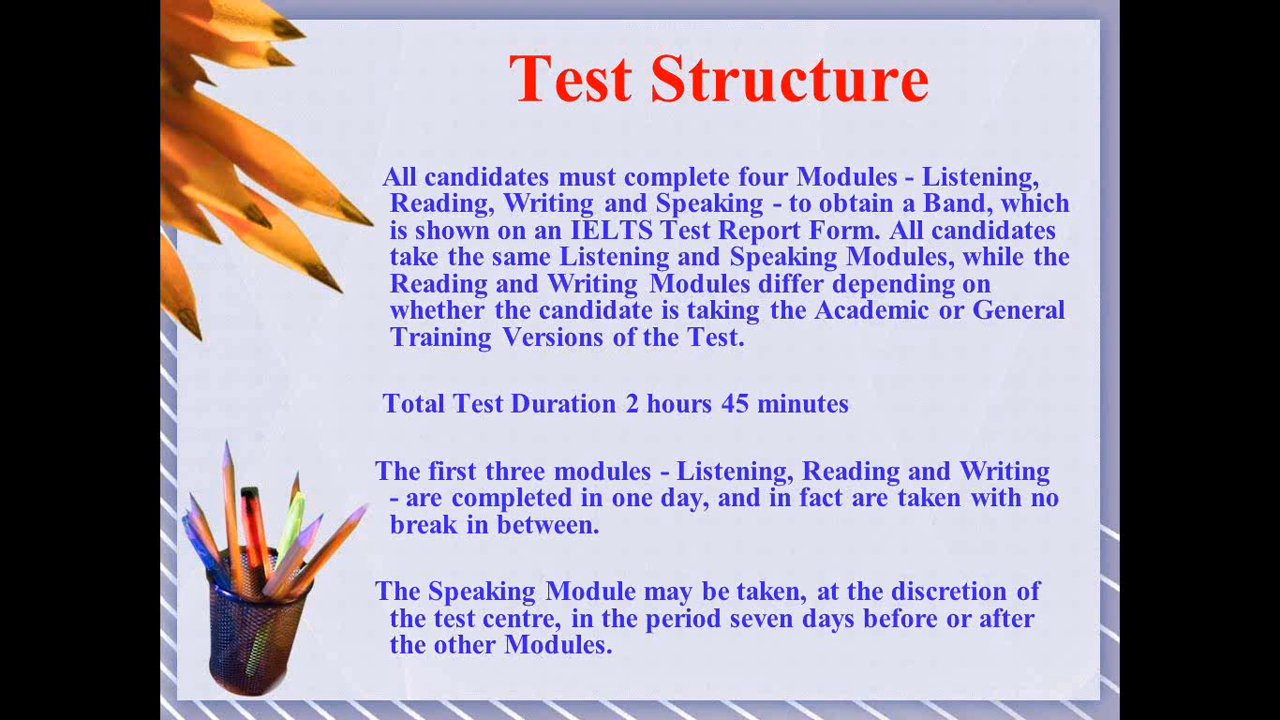 Test Structure
All candidates must complete four Modules - Listening,
Reading, Writing and Speaking - to obtain a Band, which
is shown on an IELTS Test Report Form. All candidates
take the same Listening and Speaking Modules, while the
Reading and Writing Modules differ depending on
whether the candidate is taking the Academic or General
Training Versions of the Test.
Total Test Duration 2 hours 45 minutes
The first three modules - Listening, Reading and Writing
- are completed in one day, and in fact are taken with no
break in between.
The Speaking Module may be taken, at the discretion of
the test centre, in the period seven days before or after
the other Modules.